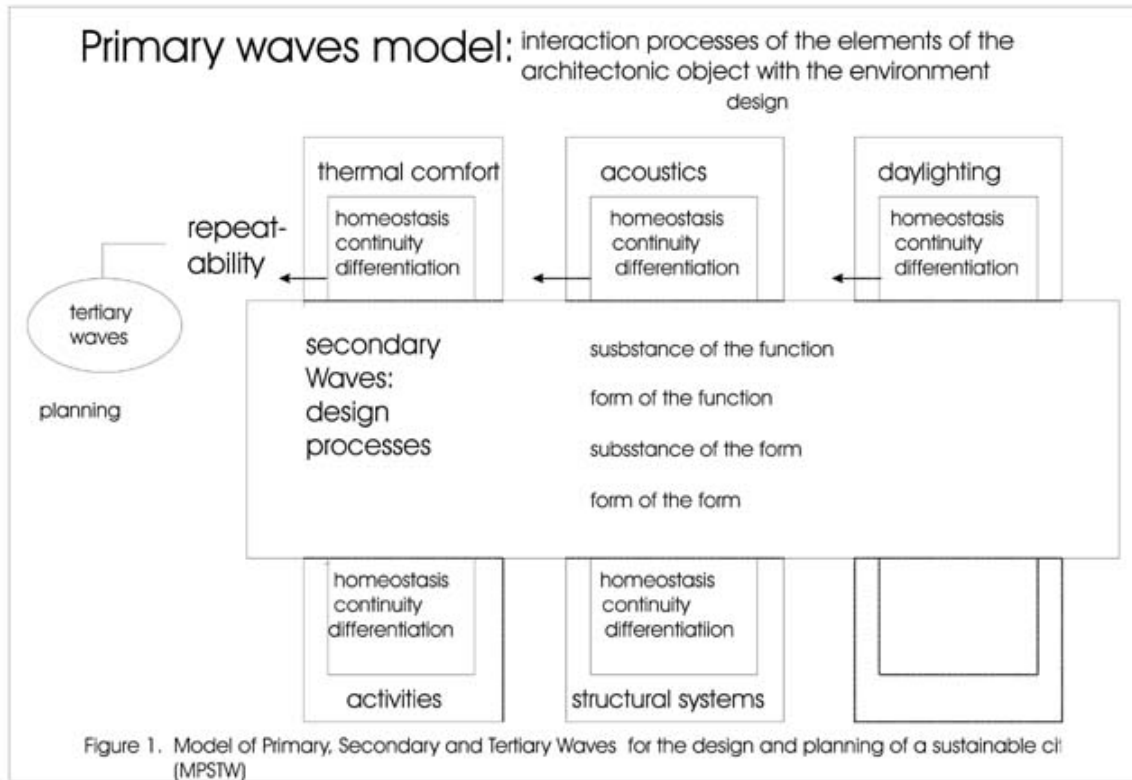 Primary waves model: interaction processes of the elements of the
architectonic object with the environment
design
thermal comfort
homeostasis
continuity
differentiation
acoustics
homeostasis
continuity
differentiation
daylighting
homeostasis
continuity
differentiation
repeat-
ability
tertiary
waves
planning
secondary
Waves:
design
processes
susbstance of the function
form of the function
subsstance of the form
form of the form
homeostasis
continuity
differentiation
activities
homeostasis
continuity
differentiatiion
structural systems
Figure 1. Model of Primary, Secondary and Tertiary Waves for the design and planning of a sustainable cit
(MPSTW)